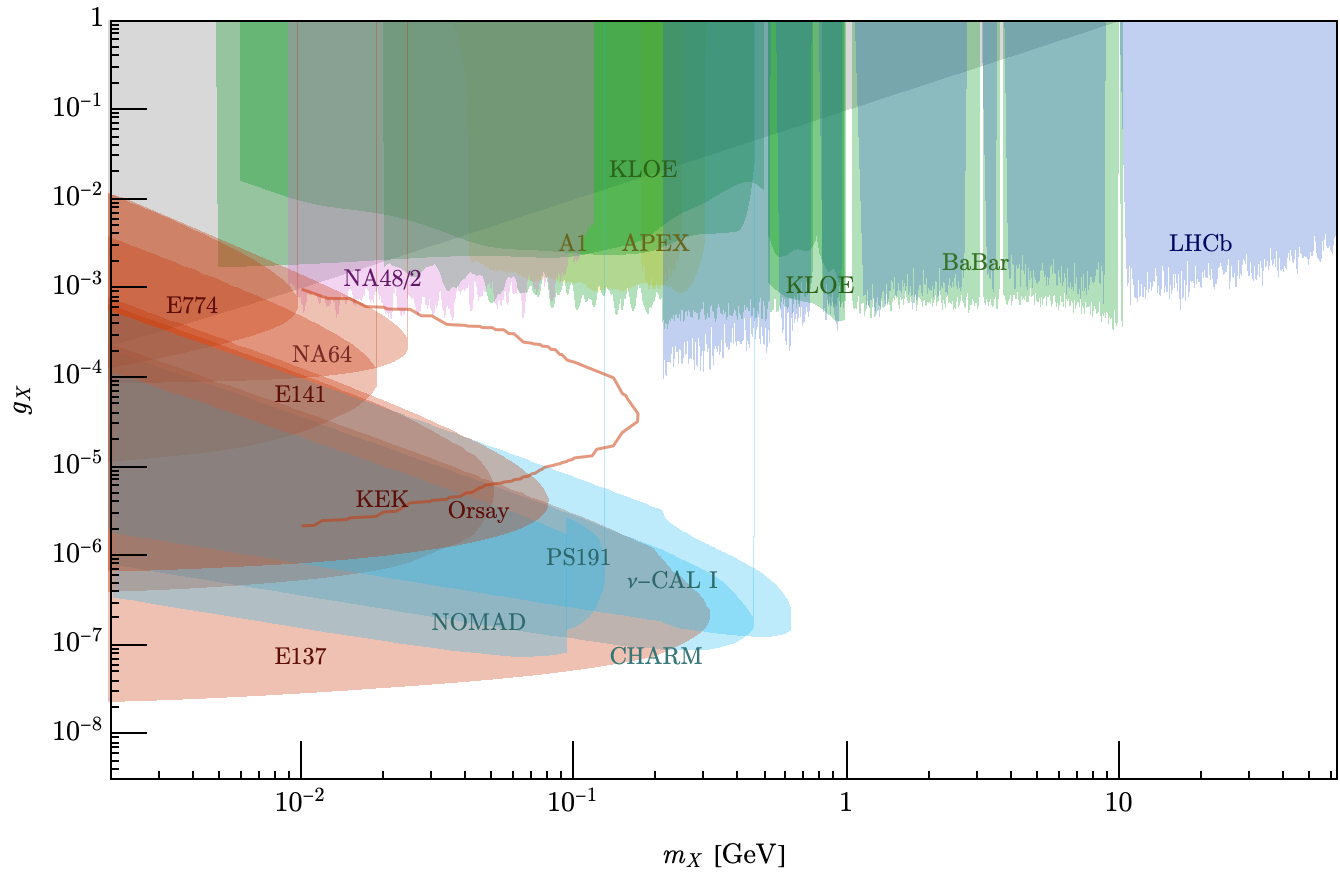 1
10⁻¹
10⁻²
10⁻³
10⁻⁴
10⁻⁵
10⁻⁶
10⁻⁷
10⁻⁸
g_X
KLOE
A1 APEX
LHCb
BaBar
NA48/2
KLOE
E774
NA64
E141
KEK
Orsay
PS191
ν–CAL I
NOMAD
E137
CHARM
10⁻² 10⁻¹ 1 10
m_X [GeV]